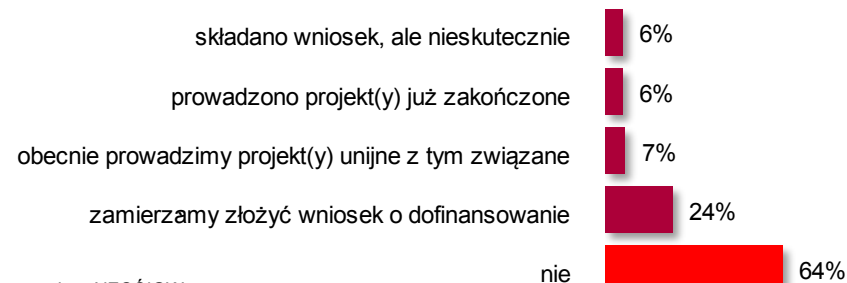 składano wniosek, ale nieskutecznie 6%
prowadzono projekt(y) już zakończone 6%
obecnie prowadzimy projekt(y) unijne z tym związane 7%
zamierzamy złożyć wniosek o dofinansowanie 24%
nie 64%